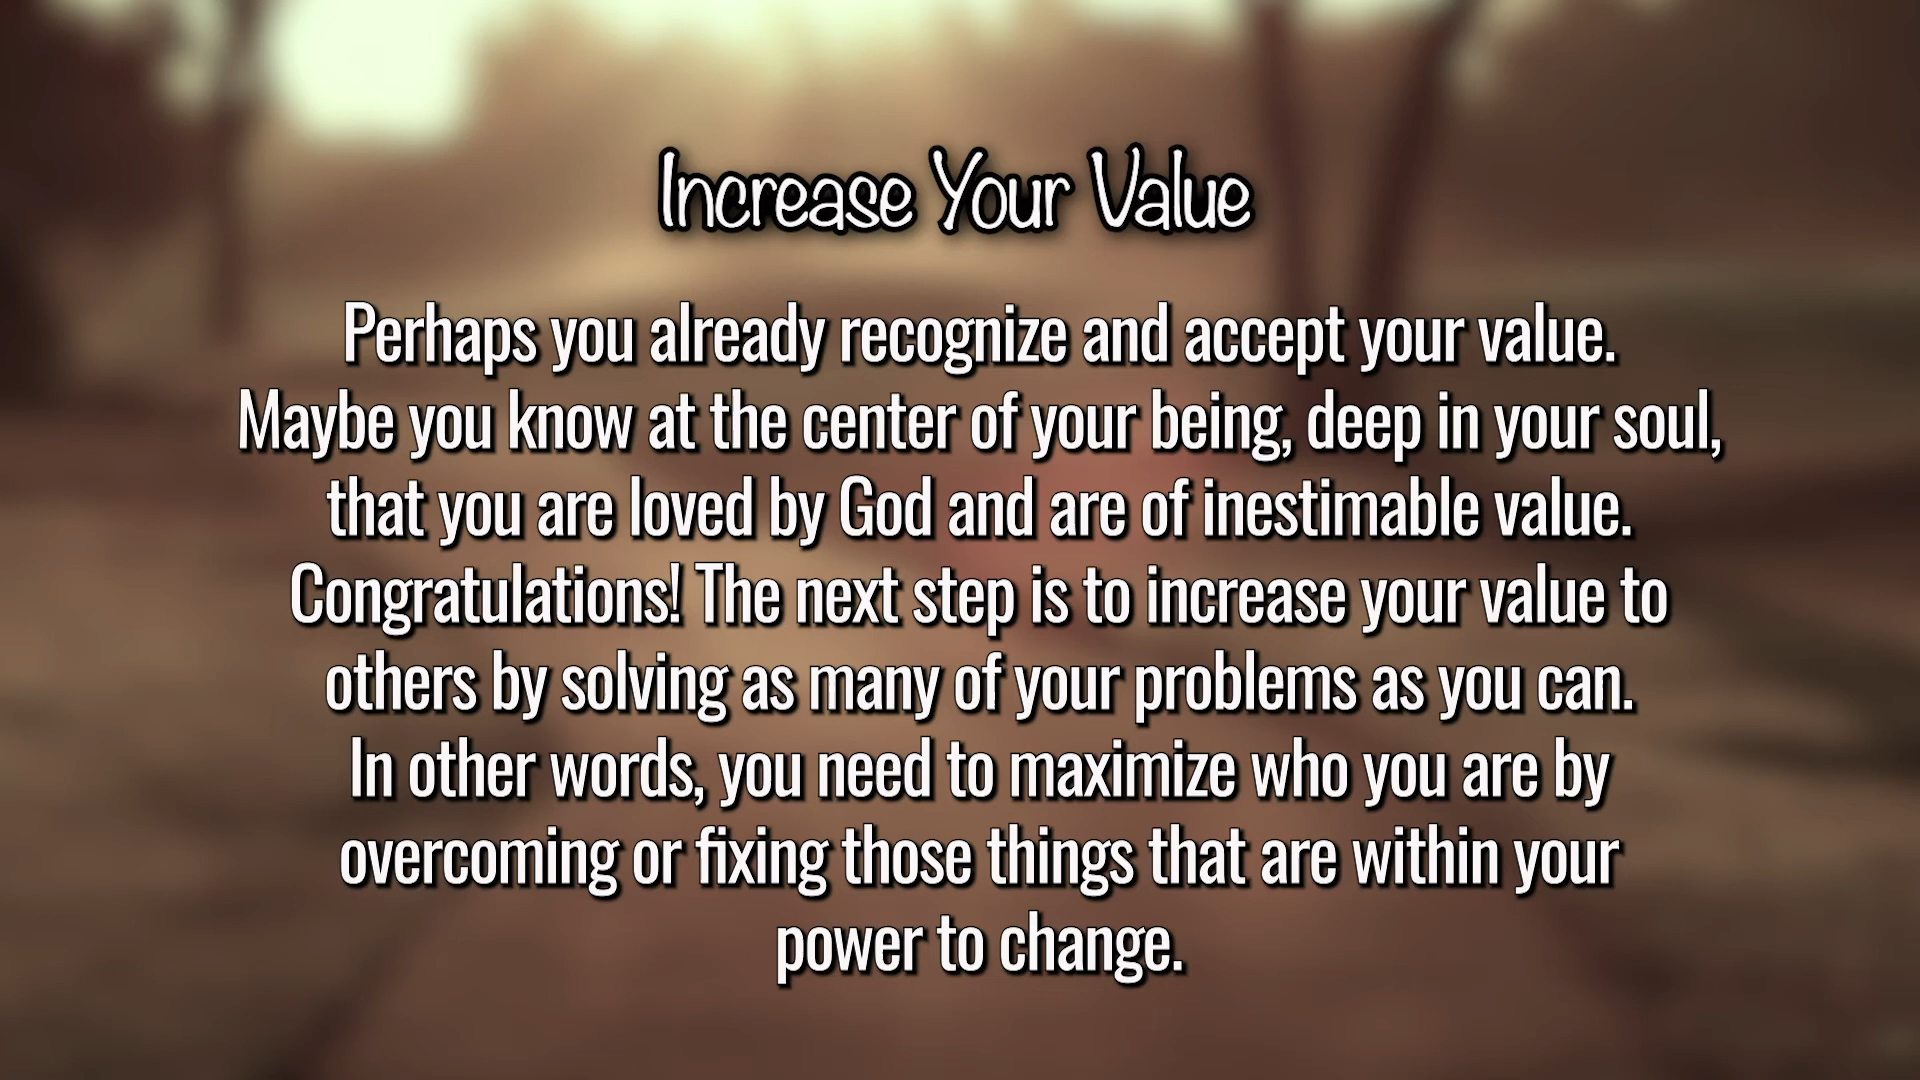 Increase Your Value
Perhaps you already recognize and accept your value.
Maybe you know at the center of your being, deep in your soul,
that you are loved by God and are of inestimable value.
Congratulations! The next step is to increase your value to
others by solving as many of your problems as you can.
In other words, you need to maximize who you are by
overcoming or fixing those things that are within your
power to change.